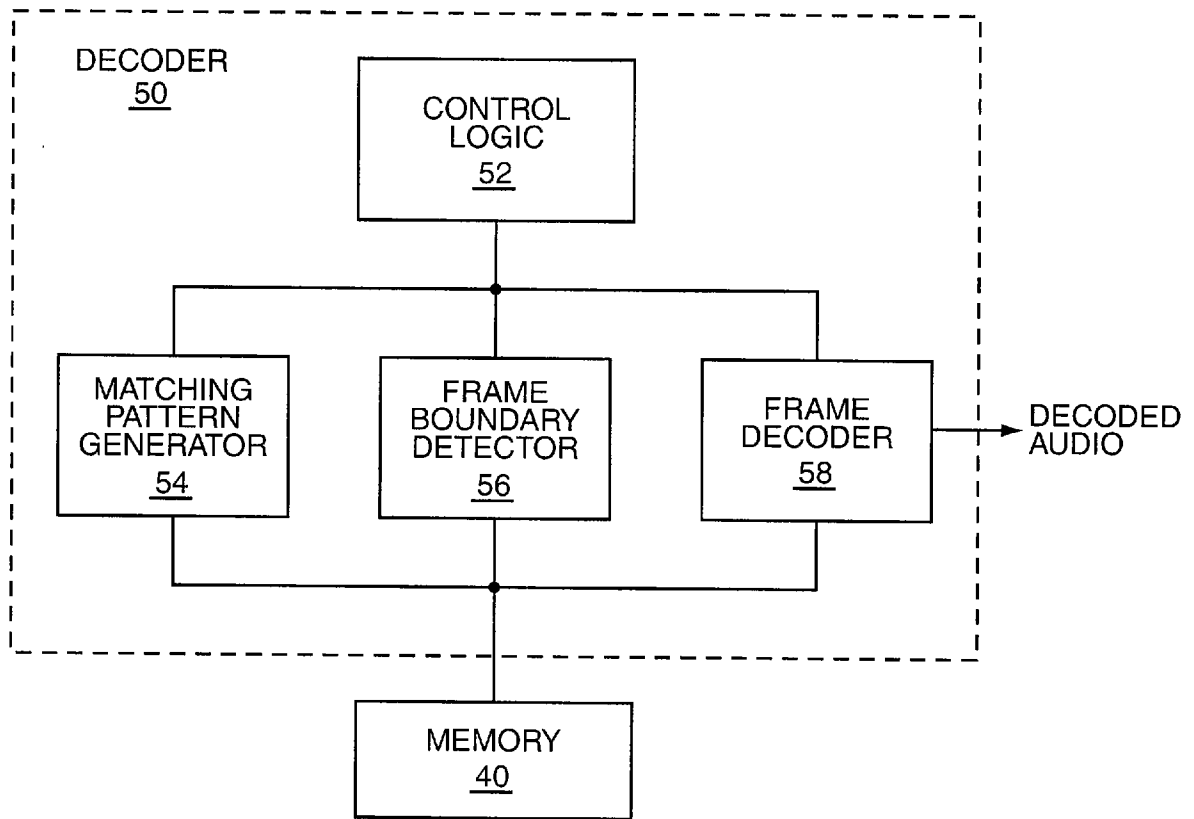 DECODER
50
CONTROL
LOGIC
52
MATCHING
PATTERN
GENERATOR
54
FRAME
BOUNDARY
DETECTOR
56
FRAME
DECODER
58
DECODED
AUDIO
MEMORY
40